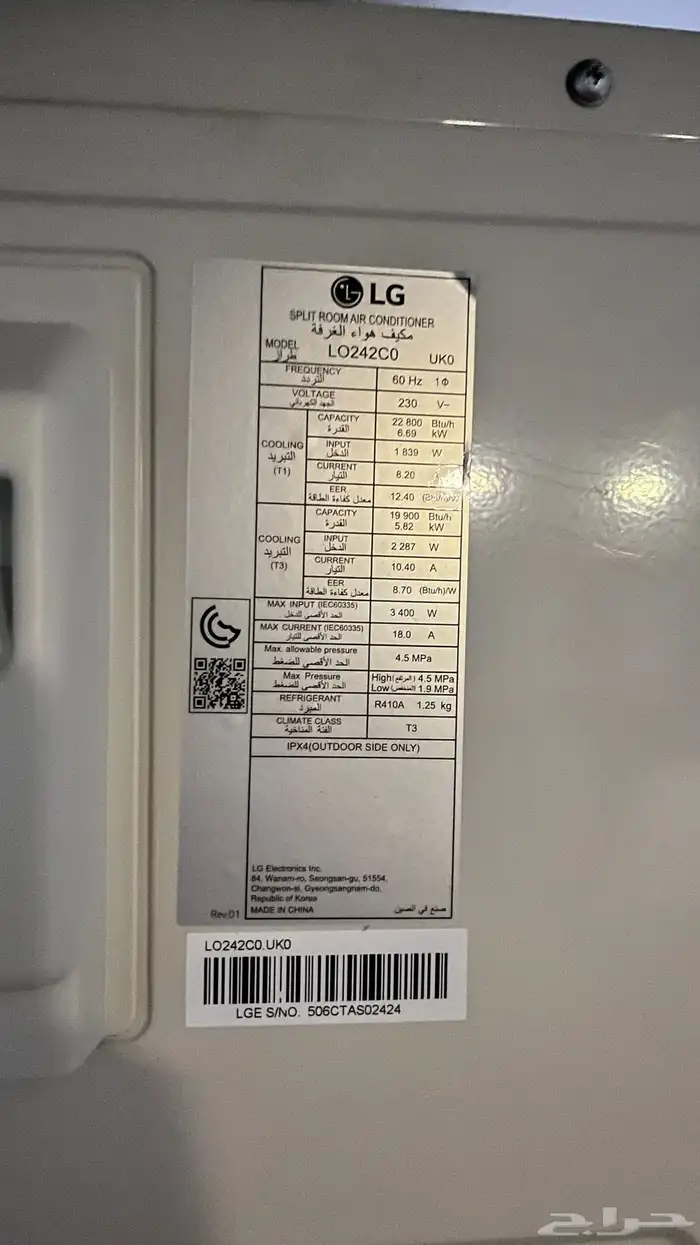 LG
SPLIT ROOM AIR CONDITIONER
مكيف هواء الغرفة
MODEL LO242C0 UK0
طراز
FREQUENCY 60 Hz 1Φ
التردد
VOLTAGE 230 V~
الجهد الكهربائي
COOLING التبريد (T1)
CAPACITY القدرة 22 800 Btu/h 6.69 kW
INPUT الدخل 1 839 W
CURRENT التيار 8.20 A
EER معدل كفاءة الطاقة 12.40 (Btu/h)/W
COOLING التبريد (T3)
CAPACITY القدرة 19 900 Btu/h 5.82 kW
INPUT الدخل 2 287 W
CURRENT التيار 10.40 A
EER معدل كفاءة الطاقة 8.70 (Btu/h)/W
MAX INPUT (IEC60335) 3 400 W
الحد الأقصى للدخل
MAX CURRENT (IEC60335) 18.0 A
الحد الأقصى للتيار
Max. allowable pressure 4.5 MPa
الحد الأقصى للضغط
Max Pressure High(المرتفع) 4.5 MPa
الحد الأقصى للضغط Low(المنخفض) 1.9 MPa
REFRIGERANT R410A 1.25 kg
المبرد
CLIMATE CLASS T3
الفئة المناخية
IPX4(OUTDOOR SIDE ONLY)
LG Electronics Inc.
84, Wanam-ro, Seongsan-gu, 51554,
Changwon-si, Gyeongsangnam-do,
Republic of Korea
Rev.01 MADE IN CHINA صنع في الصين
LO242C0.UK0
LGE S/NO. 506CTAS02424
حراج